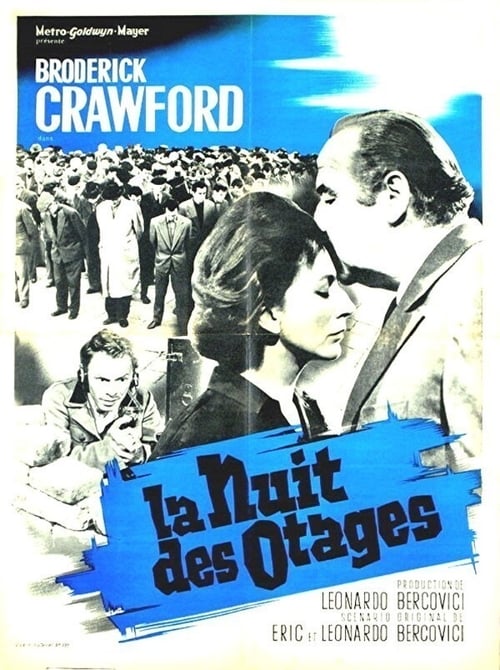 Metro-Goldwyn-Mayer
présente
BRODERICK
CRAWFORD
dans
la Nuit
des Otages
PRODUCTION DE
LEONARDO BERCOVICI
SCENARIO ORIGINAL DE
ERIC ET LEONARDO BERCOVICI